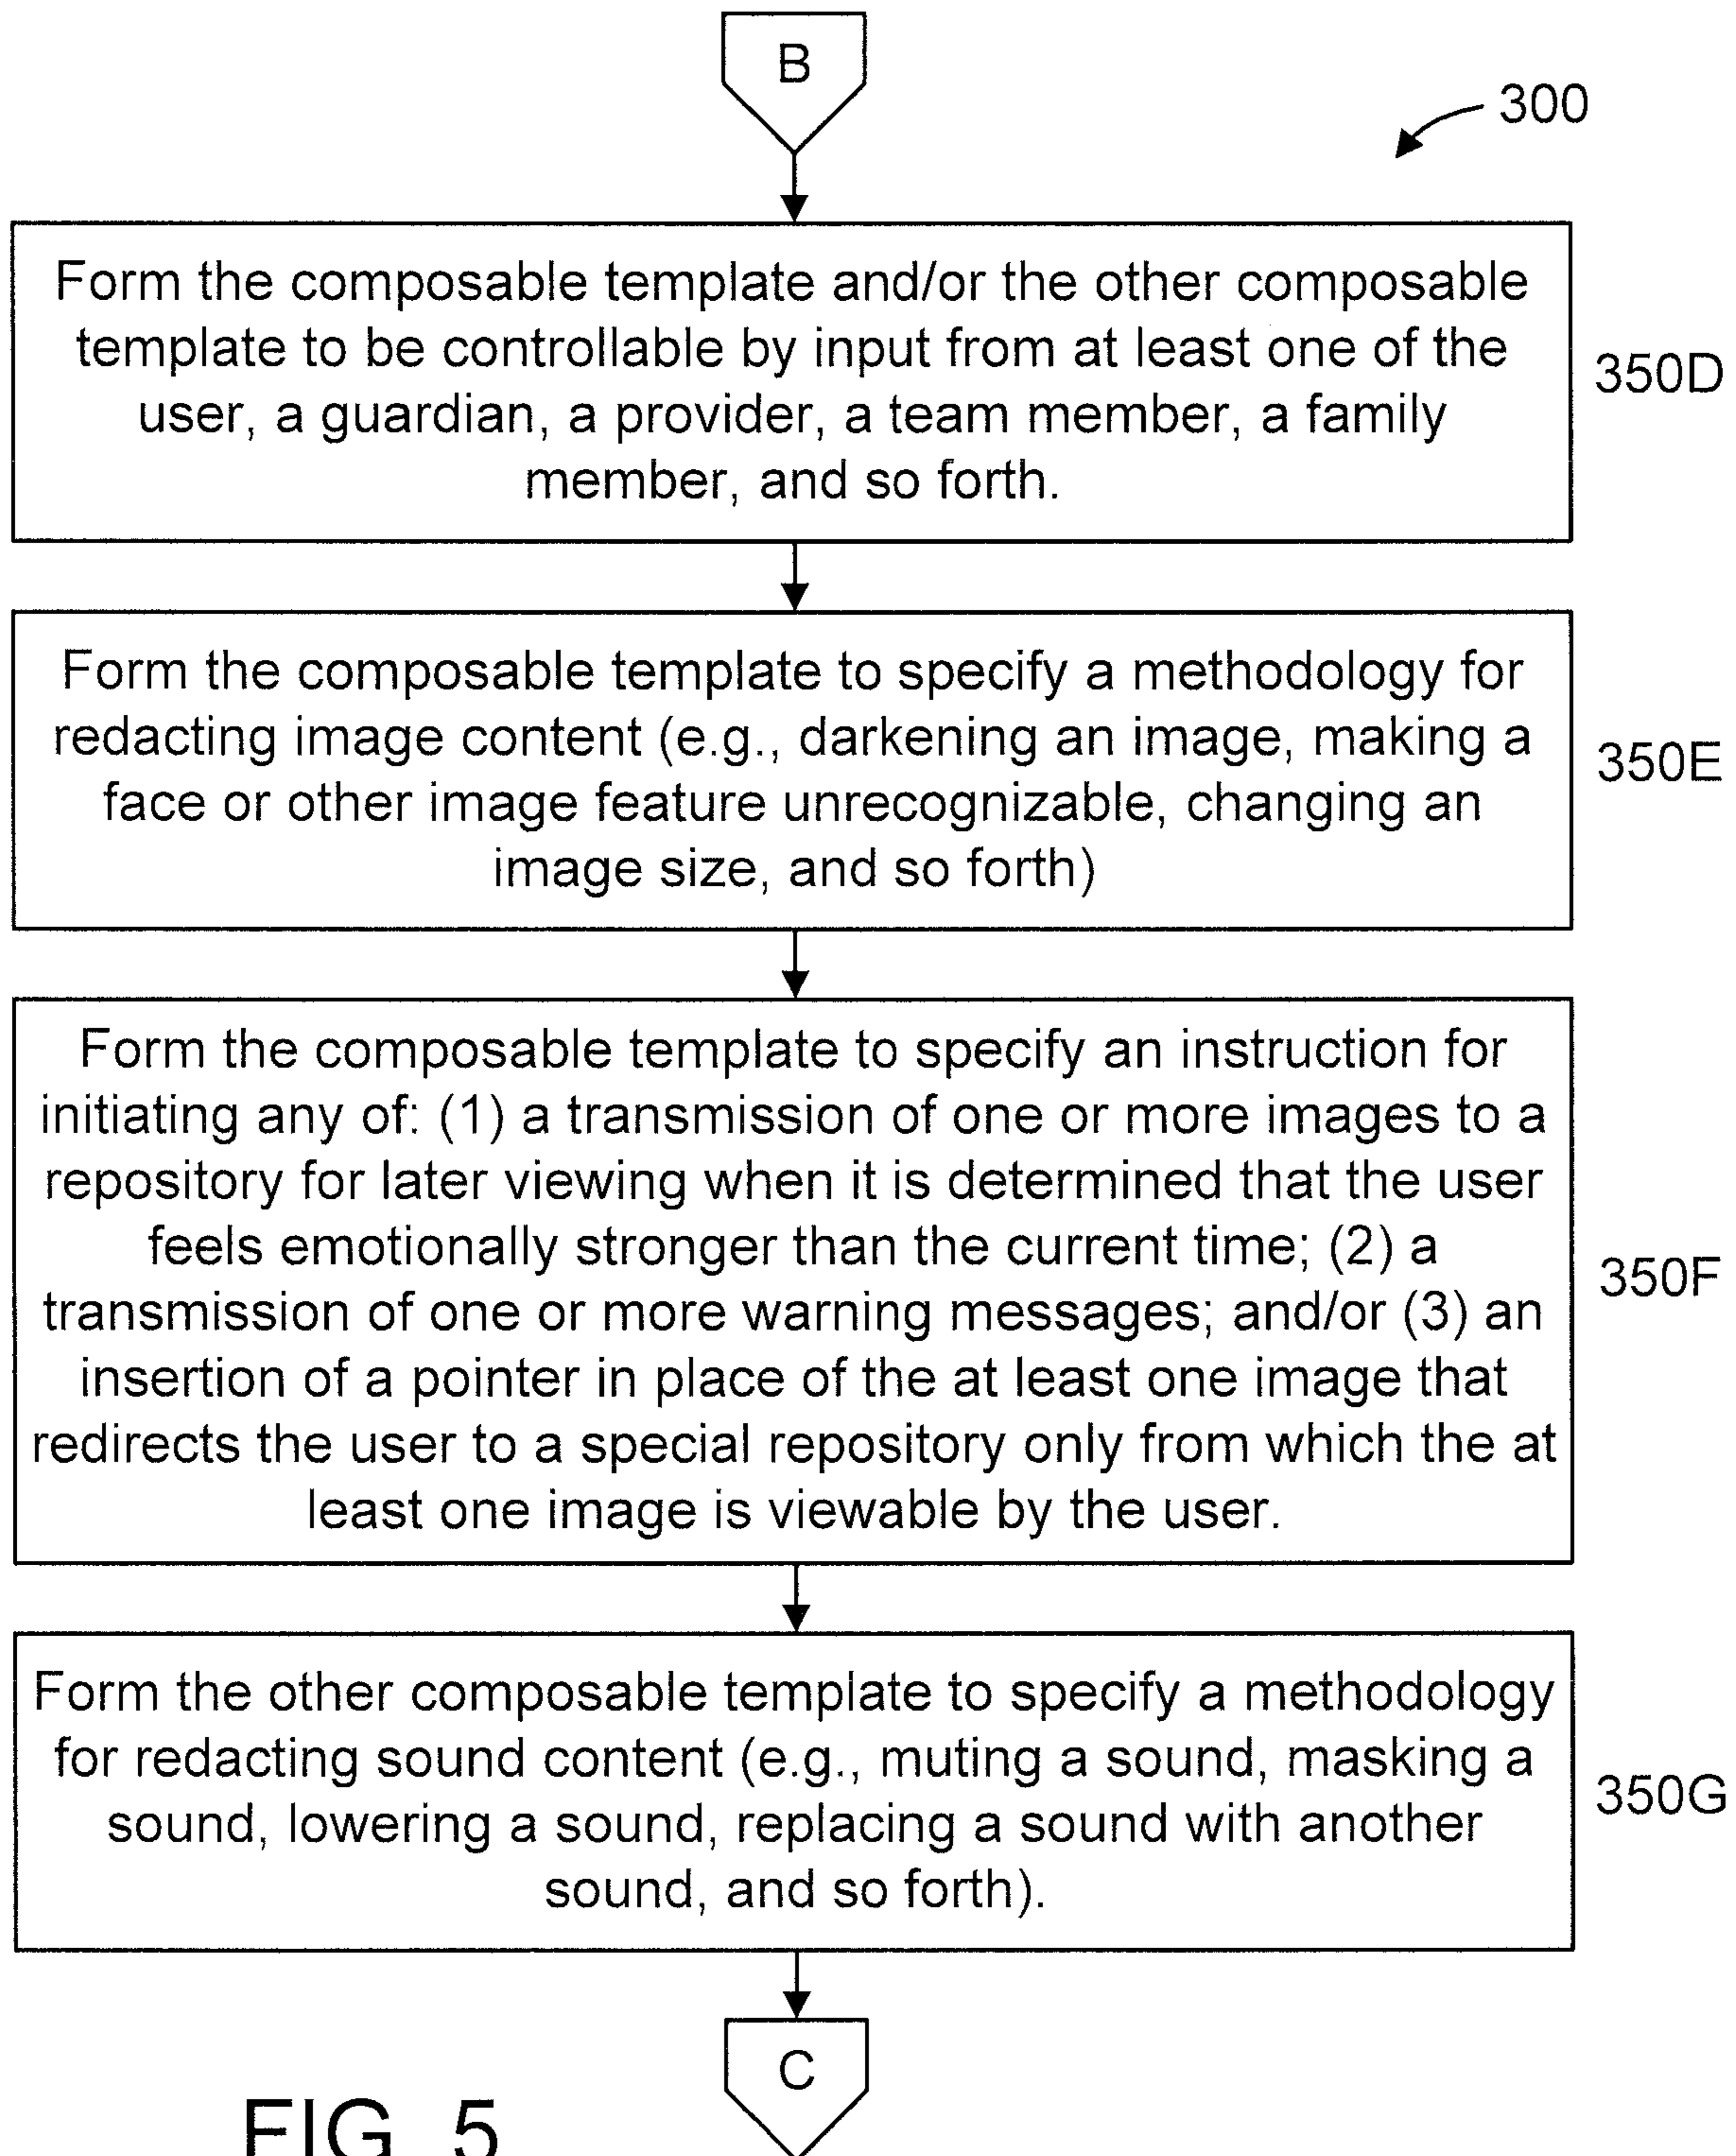 B
300
Form the composable template and/or the other composable
template to be controllable by input from at least one of the
user, a guardian, a provider, a team member, a family
member, and so forth.
350D
Form the composable template to specify a methodology for
redacting image content (e.g., darkening an image, making a
face or other image feature unrecognizable, changing an
image size, and so forth)
350E
Form the composable template to specify an instruction for
initiating any of: (1) a transmission of one or more images to a
repository for later viewing when it is determined that the user
feels emotionally stronger than the current time; (2) a
transmission of one or more warning messages; and/or (3) an
insertion of a pointer in place of the at least one image that
redirects the user to a special repository only from which the at
least one image is viewable by the user.
350F
Form the other composable template to specify a methodology
for redacting sound content (e.g., muting a sound, masking a
sound, lowering a sound, replacing a sound with another
sound, and so forth).
350G
C
FIG. 5